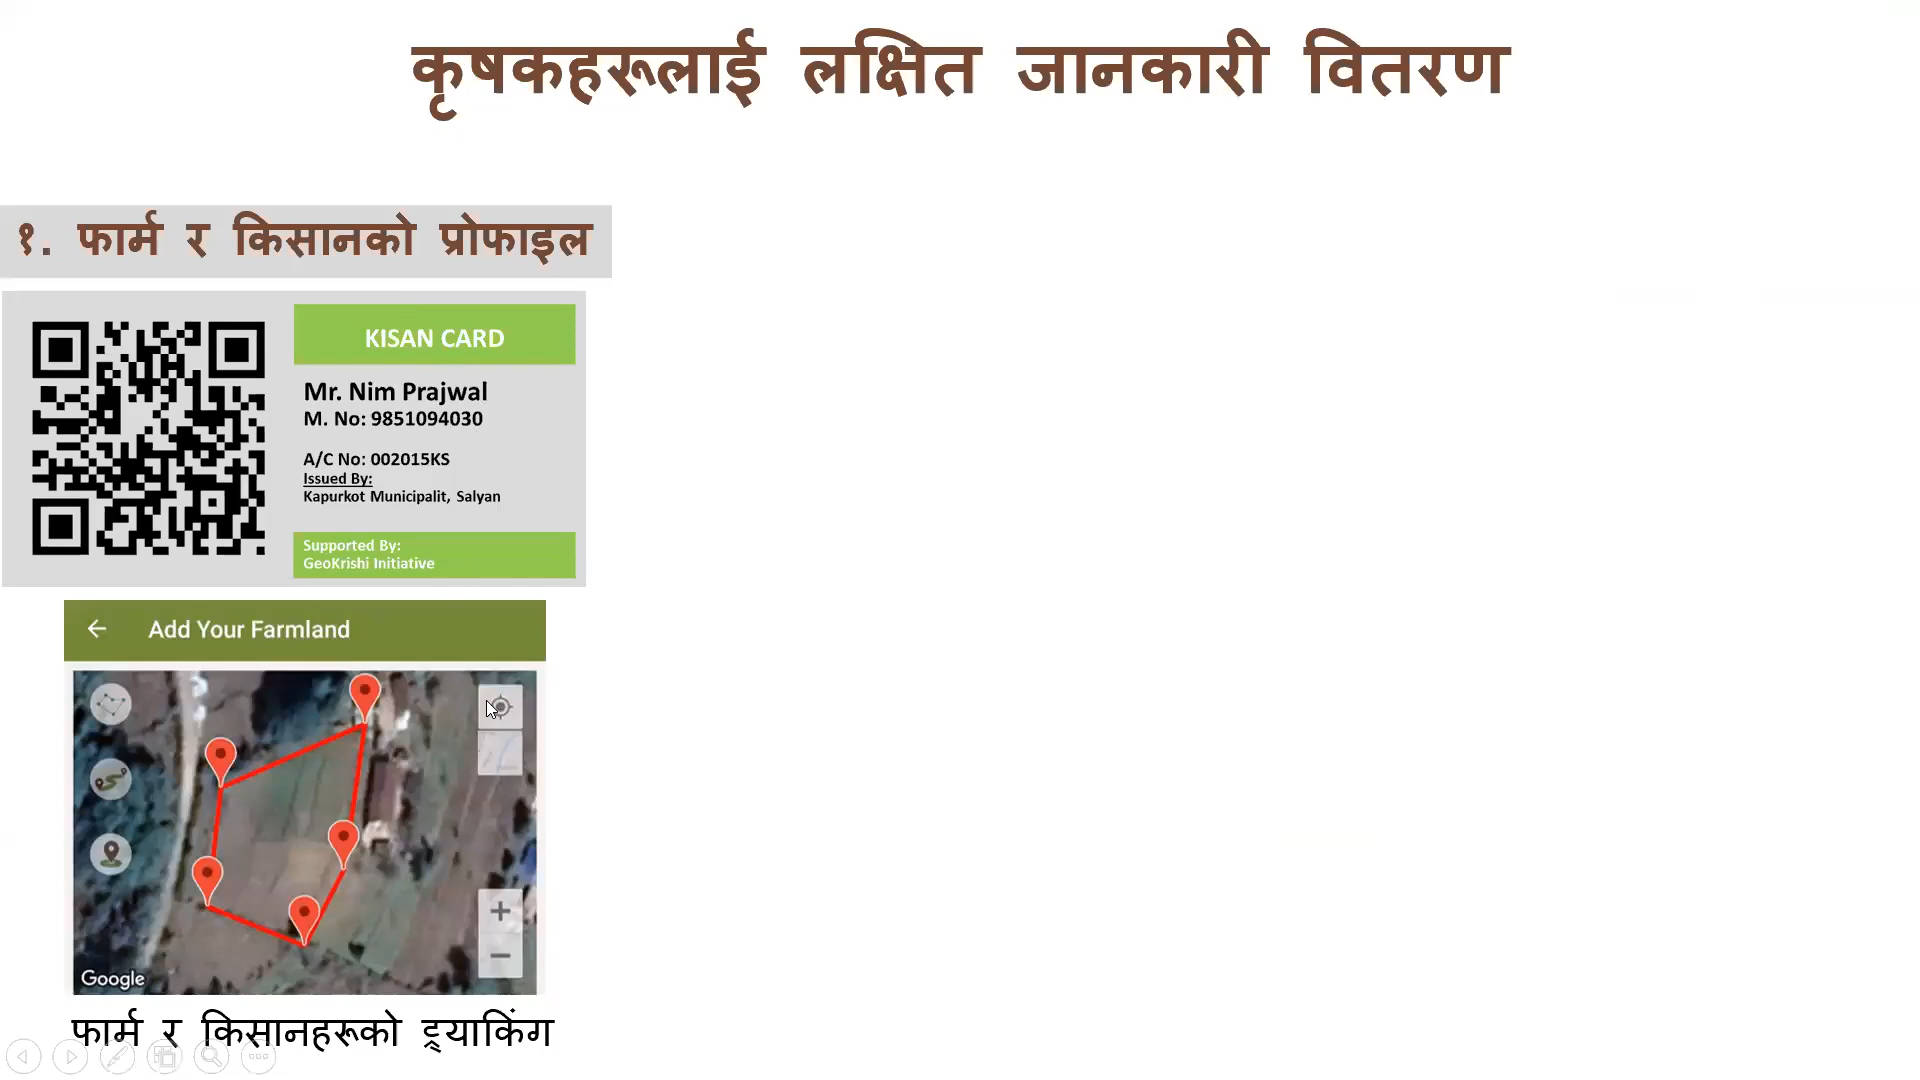 कृषकहरूलाई लक्षित जानकारी वितरण
१. फार्म र किसानको प्रोफाइल
KISAN CARD
Mr. Nim Prajwal
M. No: 9851094030
A/C No: 002015KS
Issued By:
Kapurkot Municipalit, Salyan
Supported By:
GeoKrishi Initiative
Add Your Farmland
Google
फार्म र किसानहरूको ड्र्याकिंग